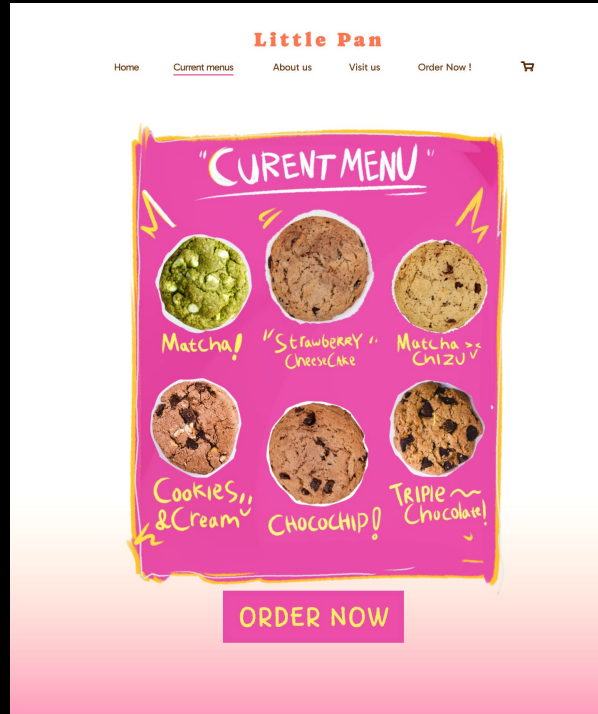 Little Pan
Home Current menus About us Visit us Order Now !
"CURENT MENU"
Matcha!
"Strawberry"
CheeseCake
Matcha
CHIZU
Cookies,,
&Cream
CHOCOCHIP!
TRIPlE ~
Chucolate!
ORDER NOW